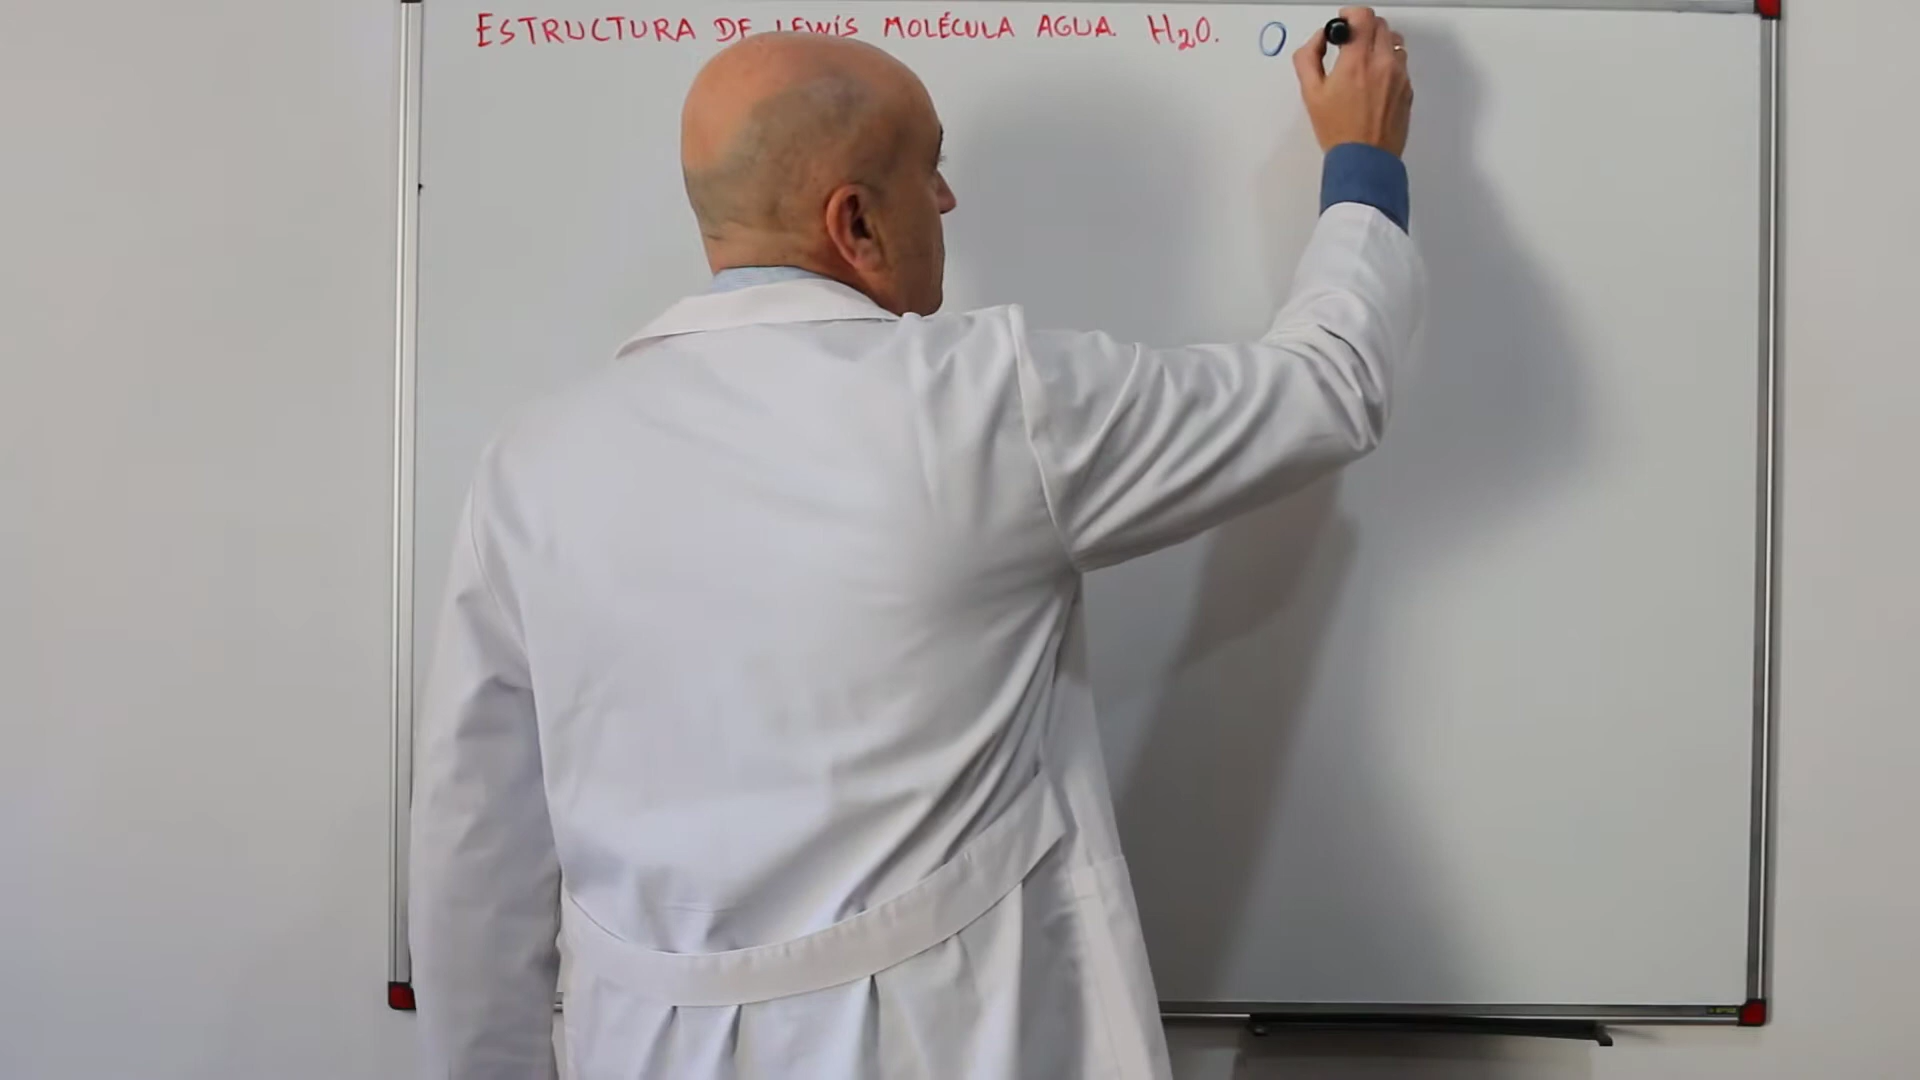 ESTRUCTURA DE LEWIS MOLÉCULA AGUA. H₂O. O